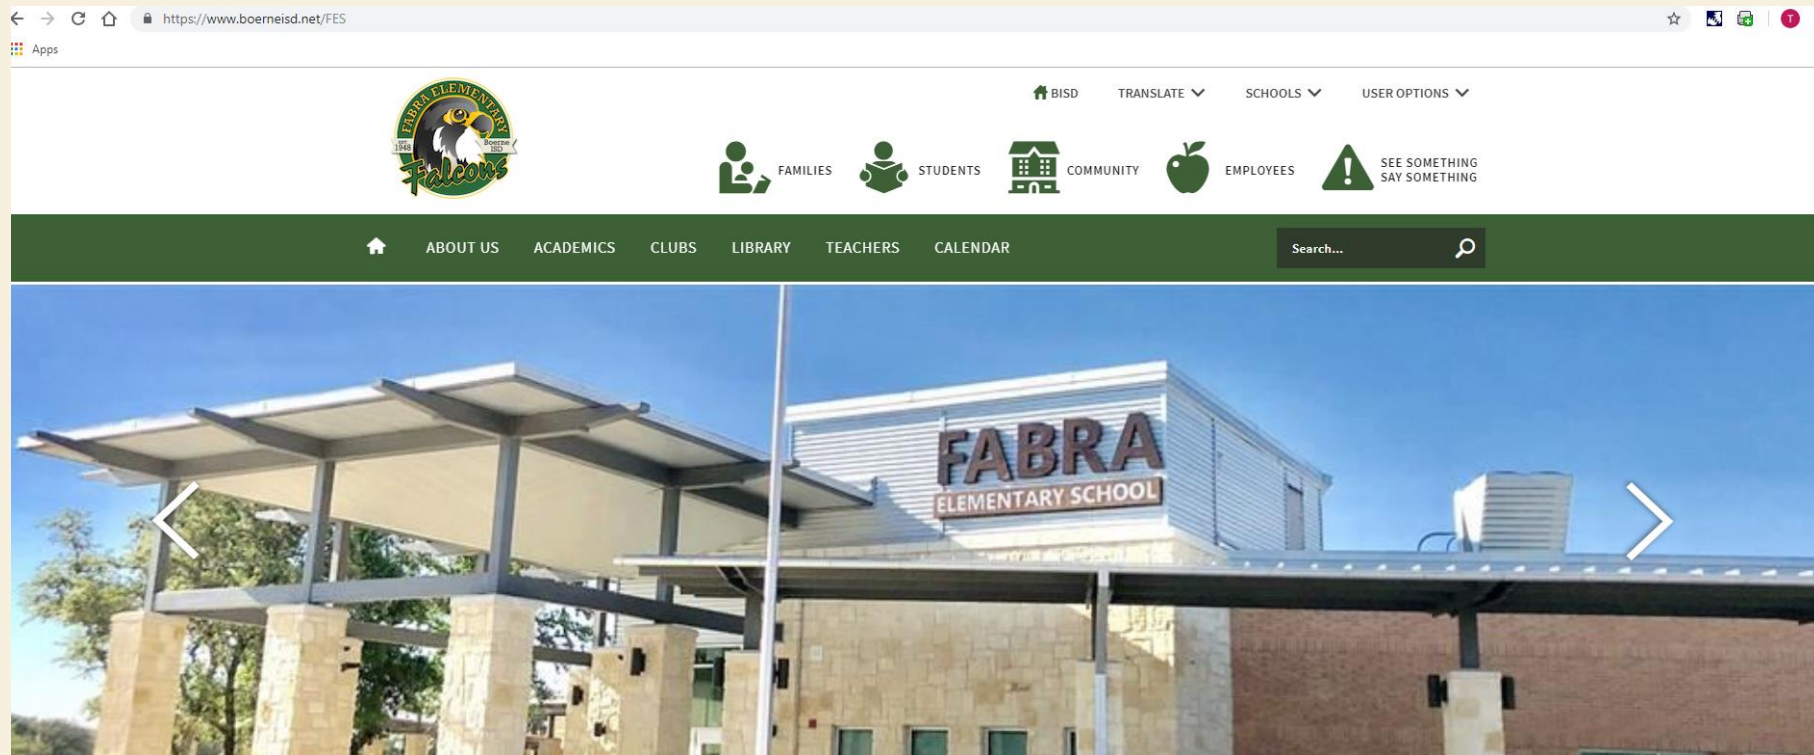 https://www.boerneisd.net/FES
T
Apps
FABRA ELEMENTARY
EST
1948
Boerne
ISD
Falcons
BISD
TRANSLATE
SCHOOLS
USER OPTIONS
FAMILIES
STUDENTS
COMMUNITY
EMPLOYEES
SEE SOMETHING
SAY SOMETHING
ABOUT US
ACADEMICS
CLUBS
LIBRARY
TEACHERS
CALENDAR
Search...
FABRA
ELEMENTARY SCHOOL